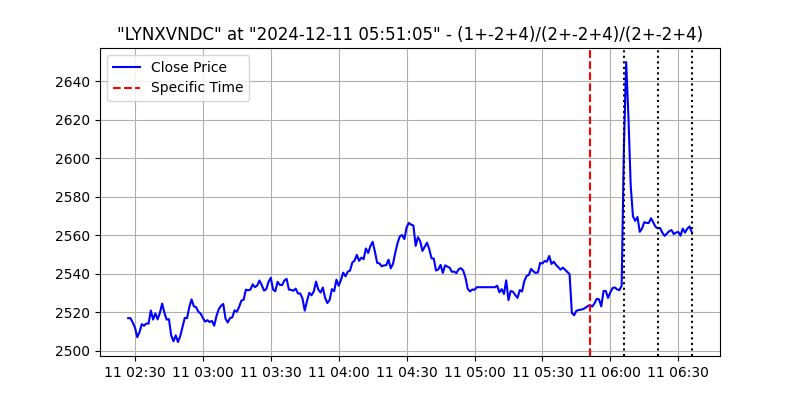 "LYNXVNDC" at "2024-12-11 05:51:05" - (1+-2+4)/(2+-2+4)/(2+-2+4)
Close Price
Specific Time
2640
2620
2600
2580
2560
2540
2520
2500
11 02:30 11 03:00 11 03:30 11 04:00 11 04:30 11 05:00 11 05:30 11 06:00 11 06:30